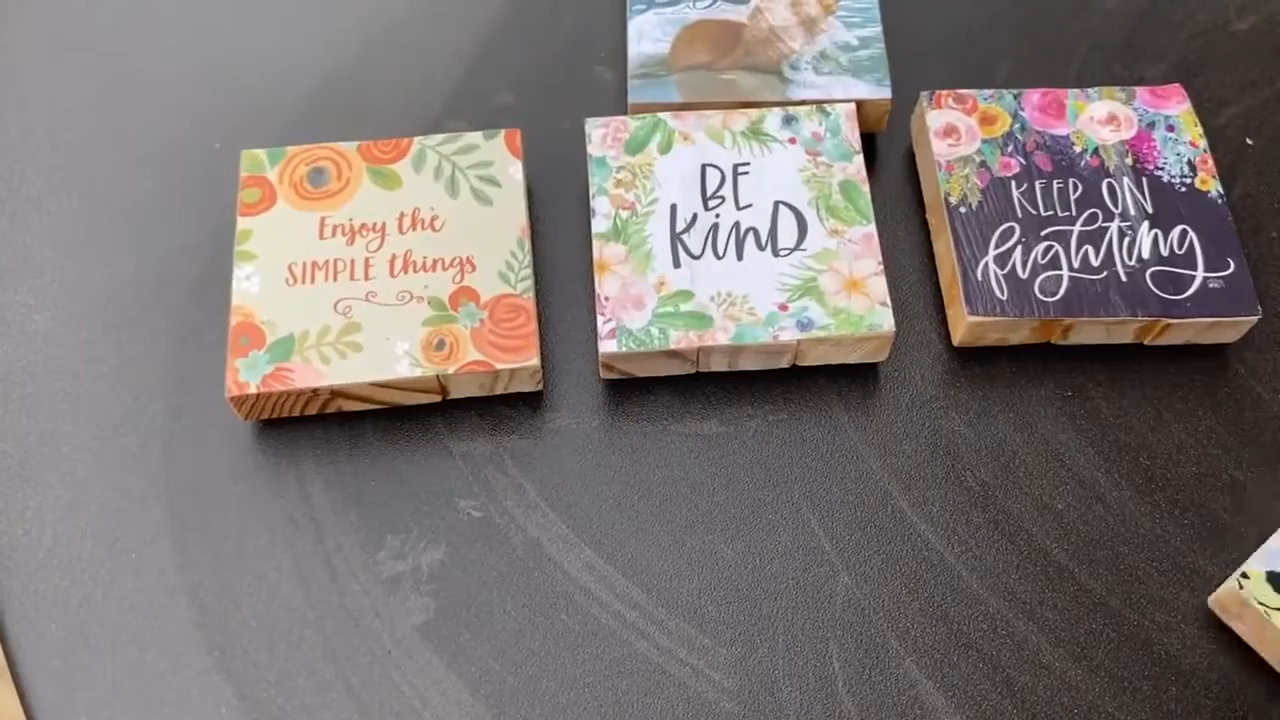 Enjoy the
SIMPLE things
BE
KIND
KEEP ON
fighting